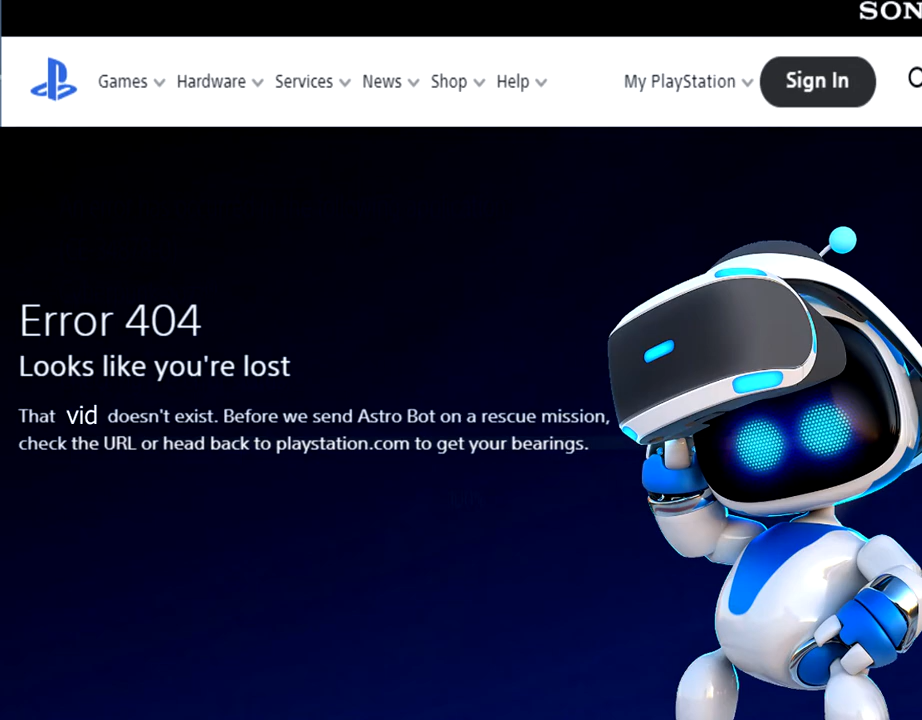 SON
Games Hardware Services News Shop Help My PlayStation Sign In
Error 404
Looks like you're lost
That vid doesn't exist. Before we send Astro Bot on a rescue mission,
check the URL or head back to playstation.com to get your bearings.